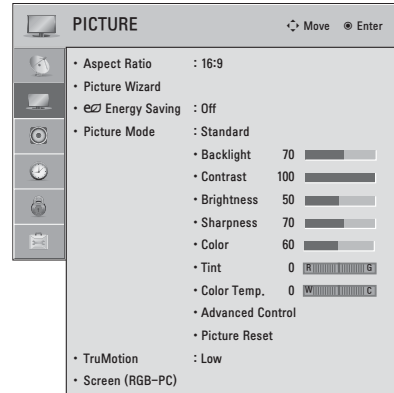 PICTURE Move Enter
• Aspect Ratio : 16:9
• Picture Wizard
• eco Energy Saving : Off
• Picture Mode : Standard
• Backlight 70
• Contrast 100
• Brightness 50
• Sharpness 70
• Color 60
• Tint 0 R G
• Color Temp. 0 W C
• Advanced Control
• Picture Reset
• TruMotion : Low
• Screen (RGB-PC)